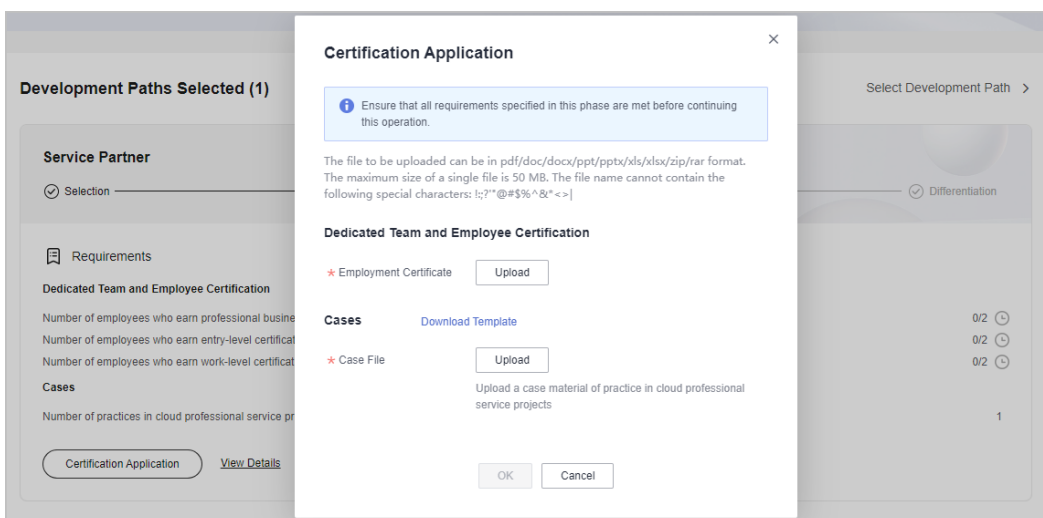 Certification Application
Development Paths Selected (1)
Select Development Path >
Ensure that all requirements specified in this phase are met before continuing
this operation.
Service Partner
The file to be uploaded can be in pdf/doc/docx/ppt/pptx/xls/xlsx/zip/rar format.
The maximum size of a single file is 50 MB. The file name cannot contain the
following special characters: !:;?'"@#$%^&*<>|
Selection
Differentiation
Dedicated Team and Employee Certification
Requirements
* Employment Certificate
Upload
Dedicated Team and Employee Certification
Number of employees who earn professional busine
0/2
Cases
Download Template
Number of employees who earn entry-level certificat
0/2
Number of employees who earn work-level certificat
0/2
* Case File
Upload
Cases
Upload a case material of practice in cloud professional
service projects
Number of practices in cloud professional service pr
1
Certification Application
View Details
OK
Cancel